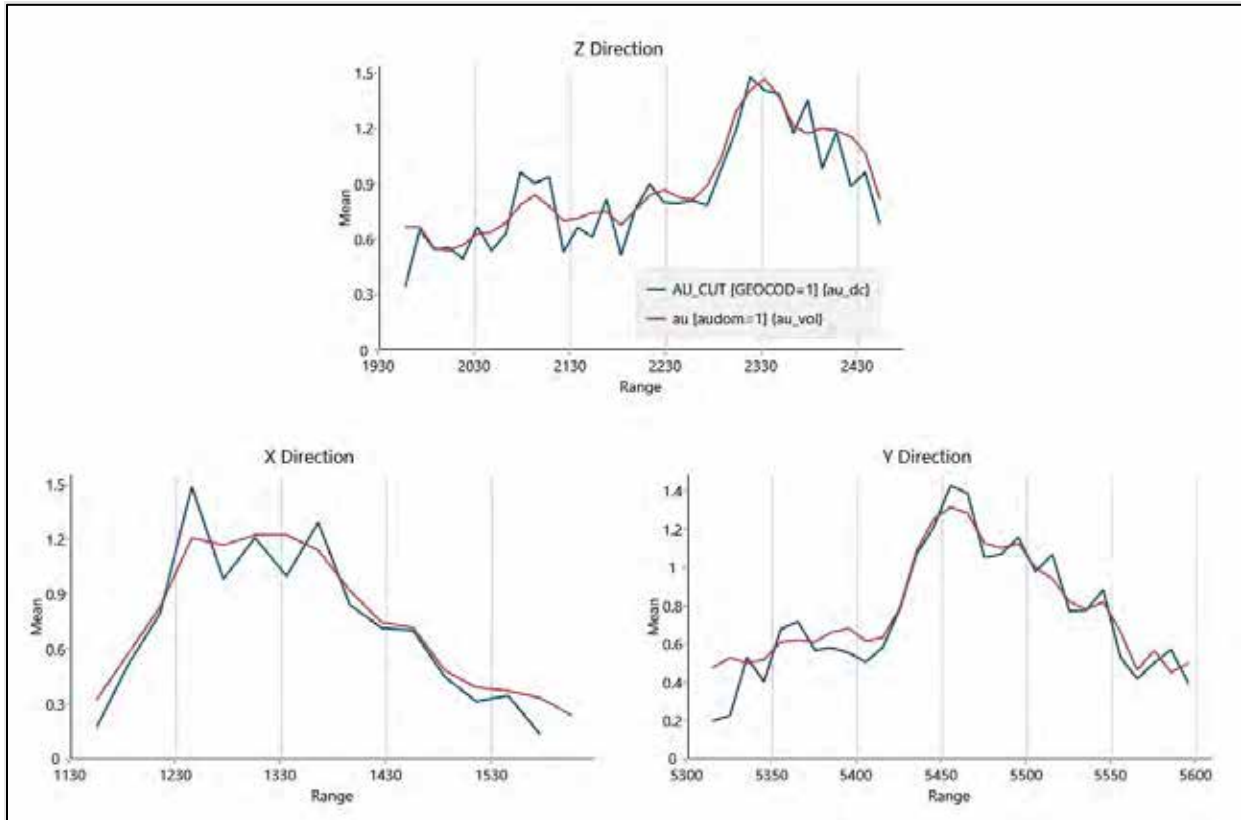 Z Direction
1.5
1.2
0.9
0.6
0.3
0
Mean
AU_CUT [GEOCOD=1] {au_dc}
au [audom=1] {au_vol}
1930 2030 2130 2230 2330 2430
Range
X Direction
1.5
1.2
0.9
0.6
0.3
0
Mean
1130 1230 1330 1430 1530
Range
Y Direction
1.4
1.2
1
0.8
0.6
0.4
0.2
0
Mean
5300 5350 5400 5450 5500 5550 5600
Range